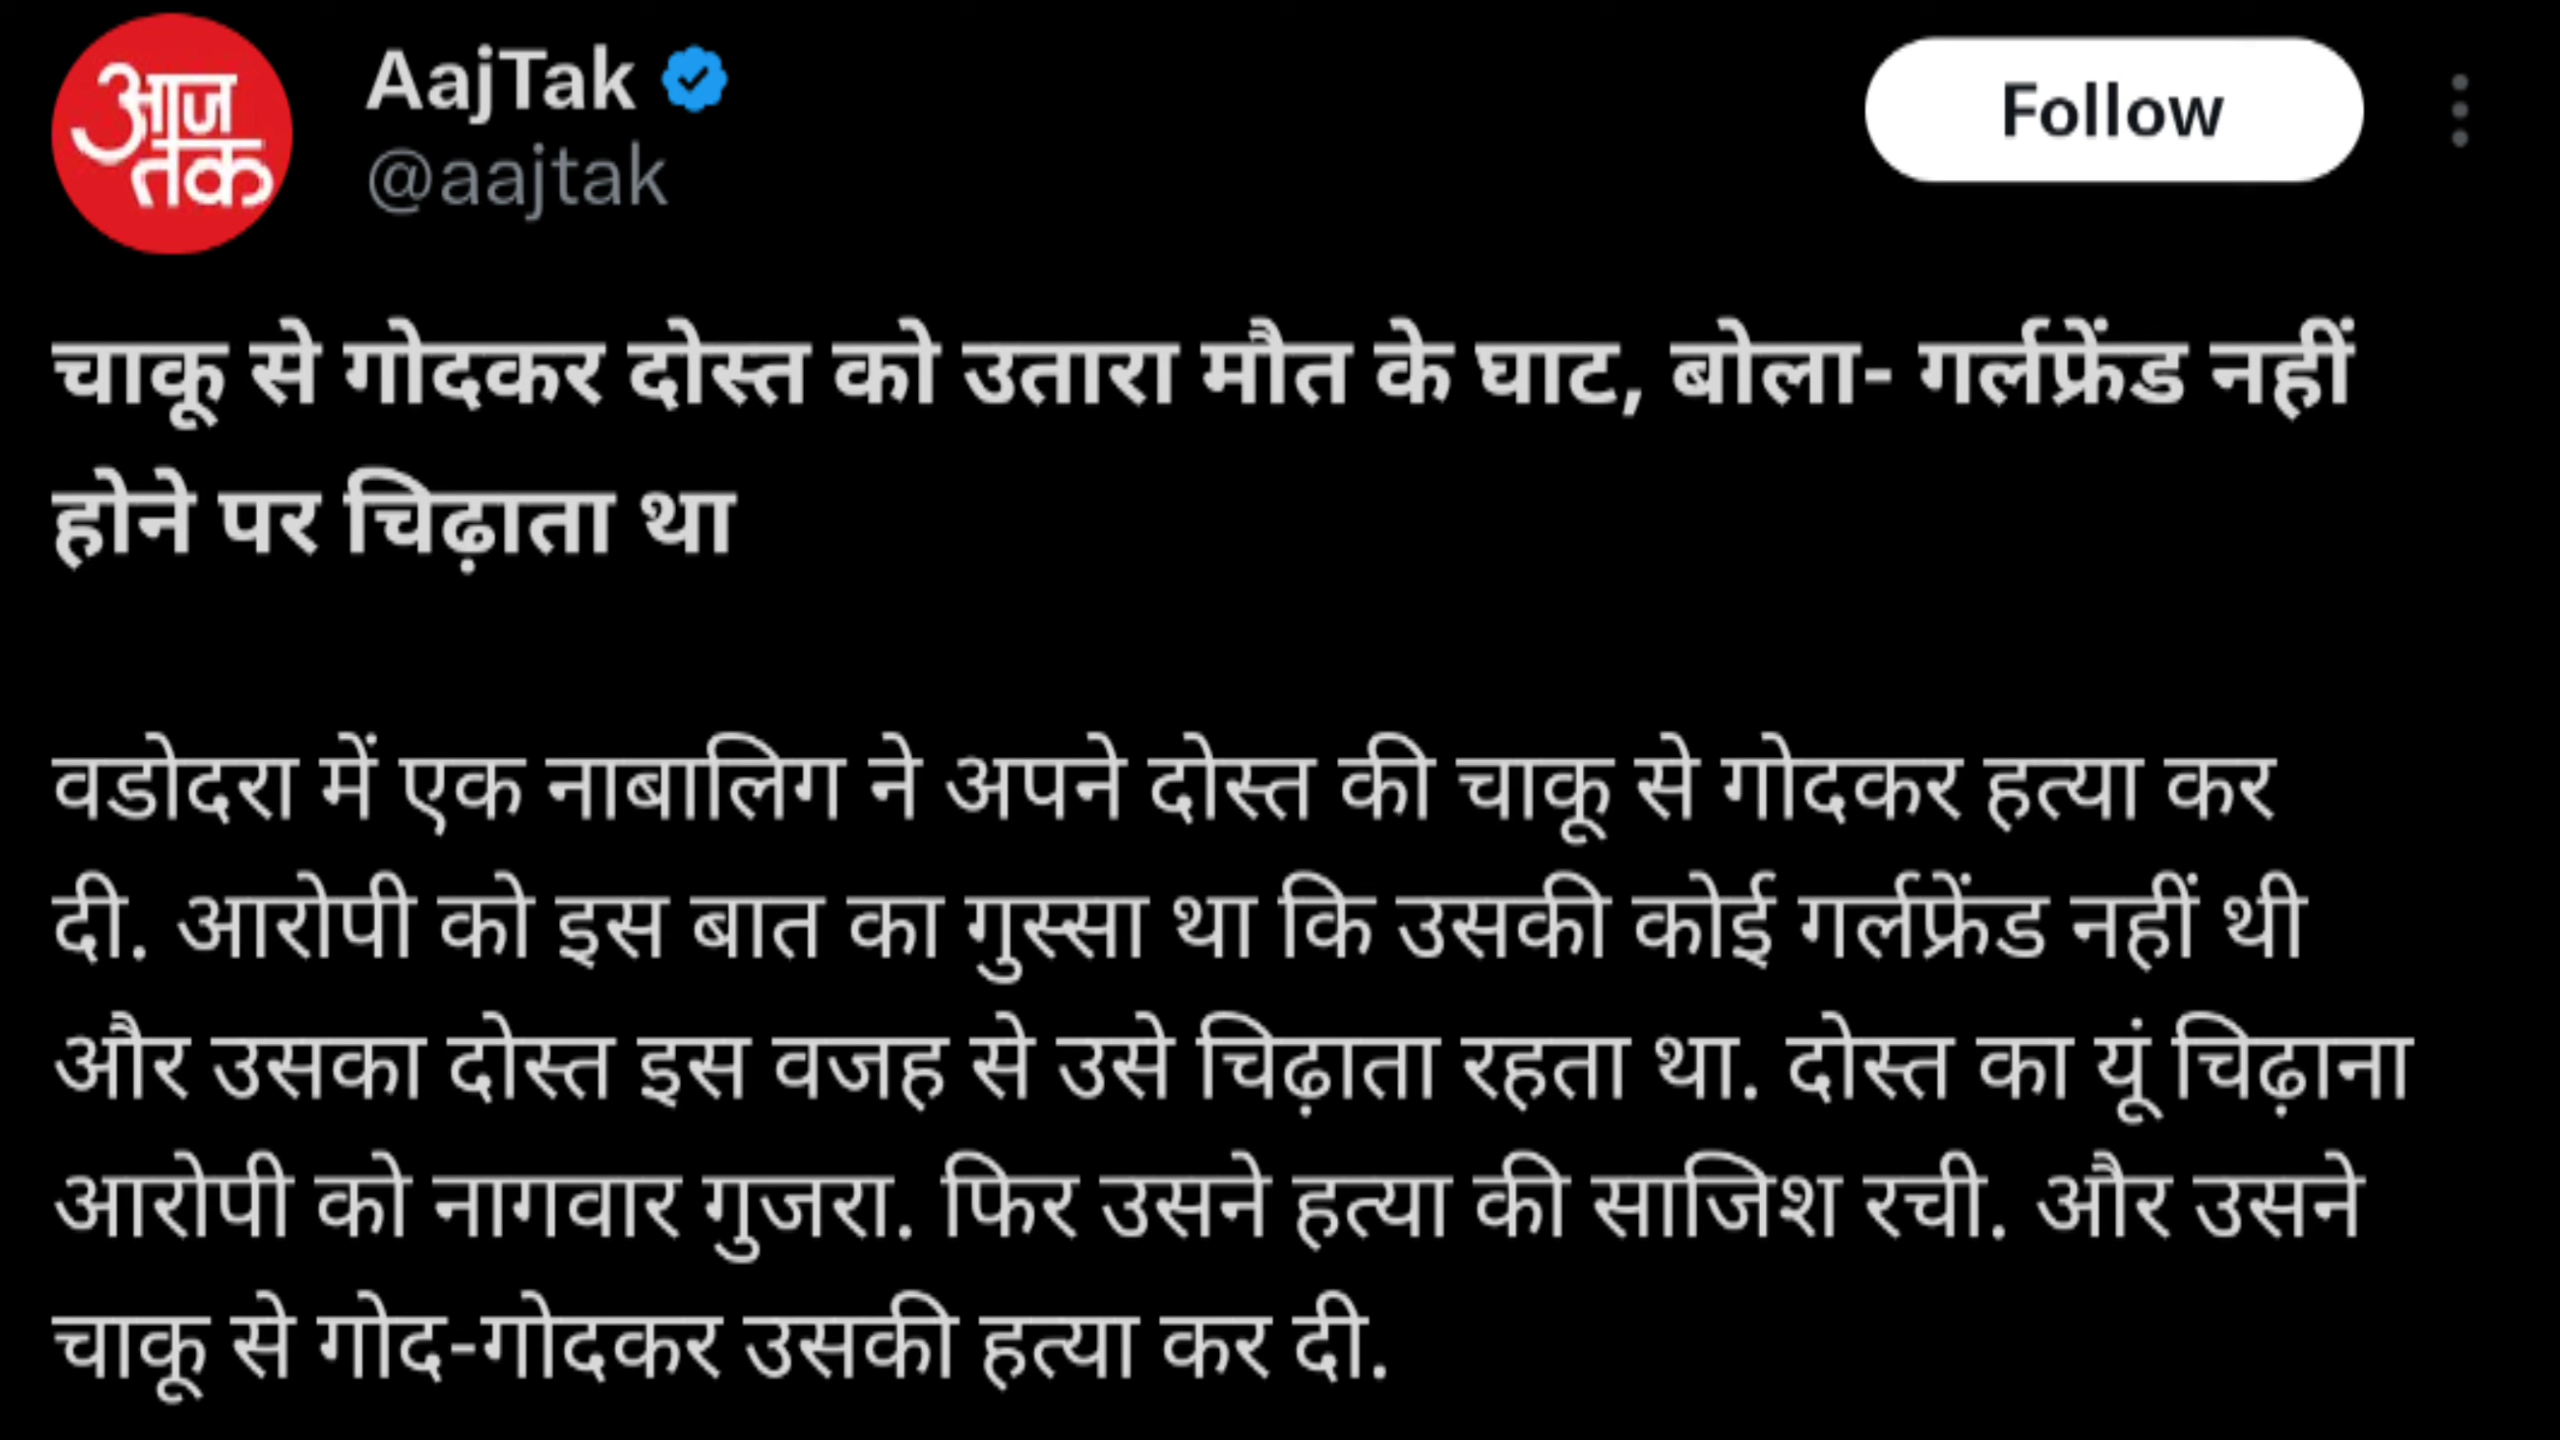 आज तक
AajTak
@aajtak
Follow
चाकू से गोदकर दोस्त को उतारा मौत के घाट, बोला- गर्लफ्रेंड नहीं
होने पर चिढ़ाता था
वडोदरा में एक नाबालिग ने अपने दोस्त की चाकू से गोदकर हत्या कर
दी. आरोपी को इस बात का गुस्सा था कि उसकी कोई गर्लफ्रेंड नहीं थी
और उसका दोस्त इस वजह से उसे चिढ़ाता रहता था. दोस्त का यूं चिढ़ाना
आरोपी को नागवार गुजरा. फिर उसने हत्या की साजिश रची. और उसने
चाकू से गोद-गोदकर उसकी हत्या कर दी.